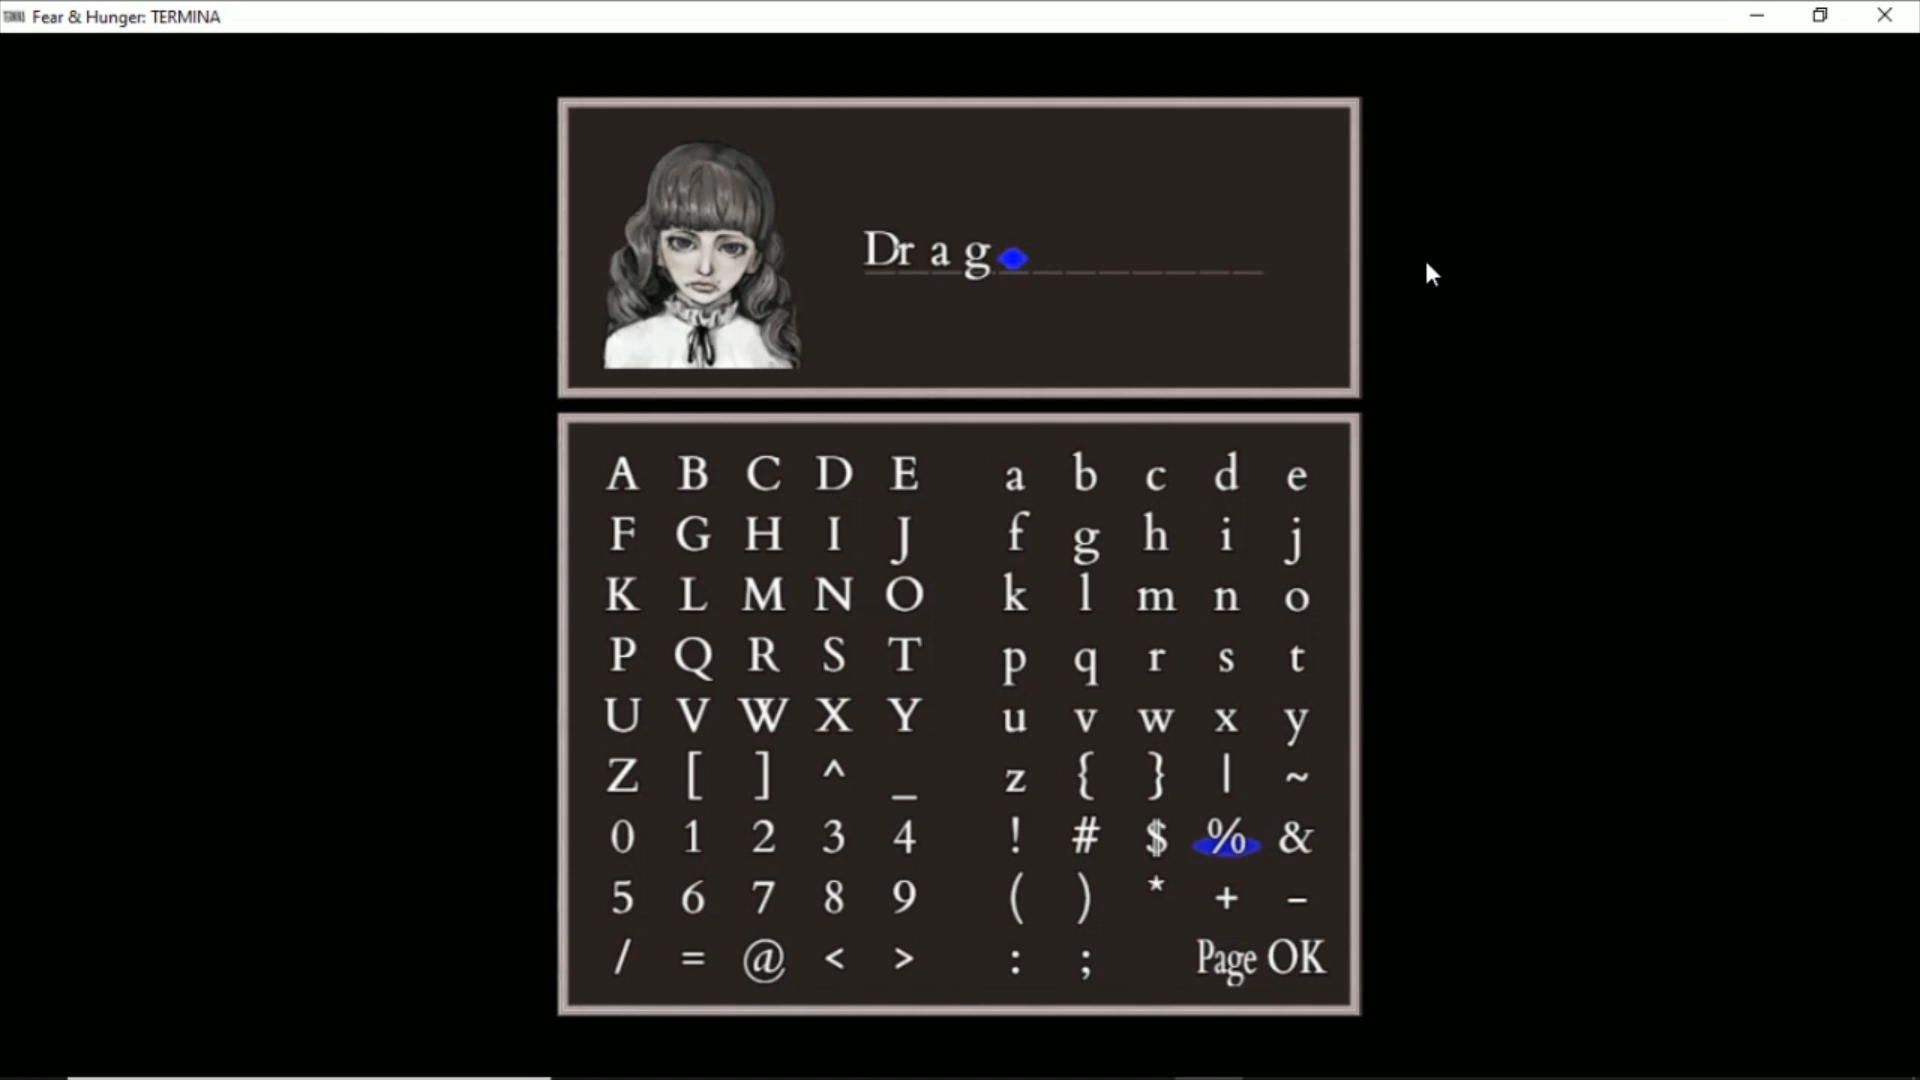 Fear & Hunger: TERMINA
Drag
A B C D E a b c d e
F G H I J f g h i j
K L M N O k l m n o
P Q R S T p q r s t
U V W X Y u v w x y
Z [ ] ^ _ z { } | ~
0 1 2 3 4 ! # $ % &
5 6 7 8 9 ( ) * + -
/ = @ < > : ; Page OK